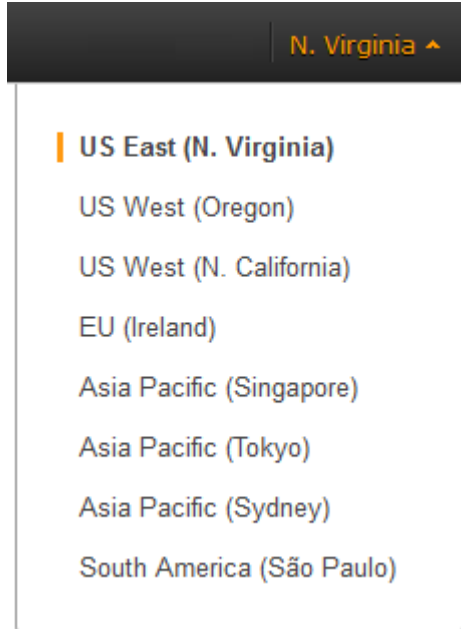 N. Virginia
US East (N. Virginia)
US West (Oregon)
US West (N. California)
EU (Ireland)
Asia Pacific (Singapore)
Asia Pacific (Tokyo)
Asia Pacific (Sydney)
South America (São Paulo)